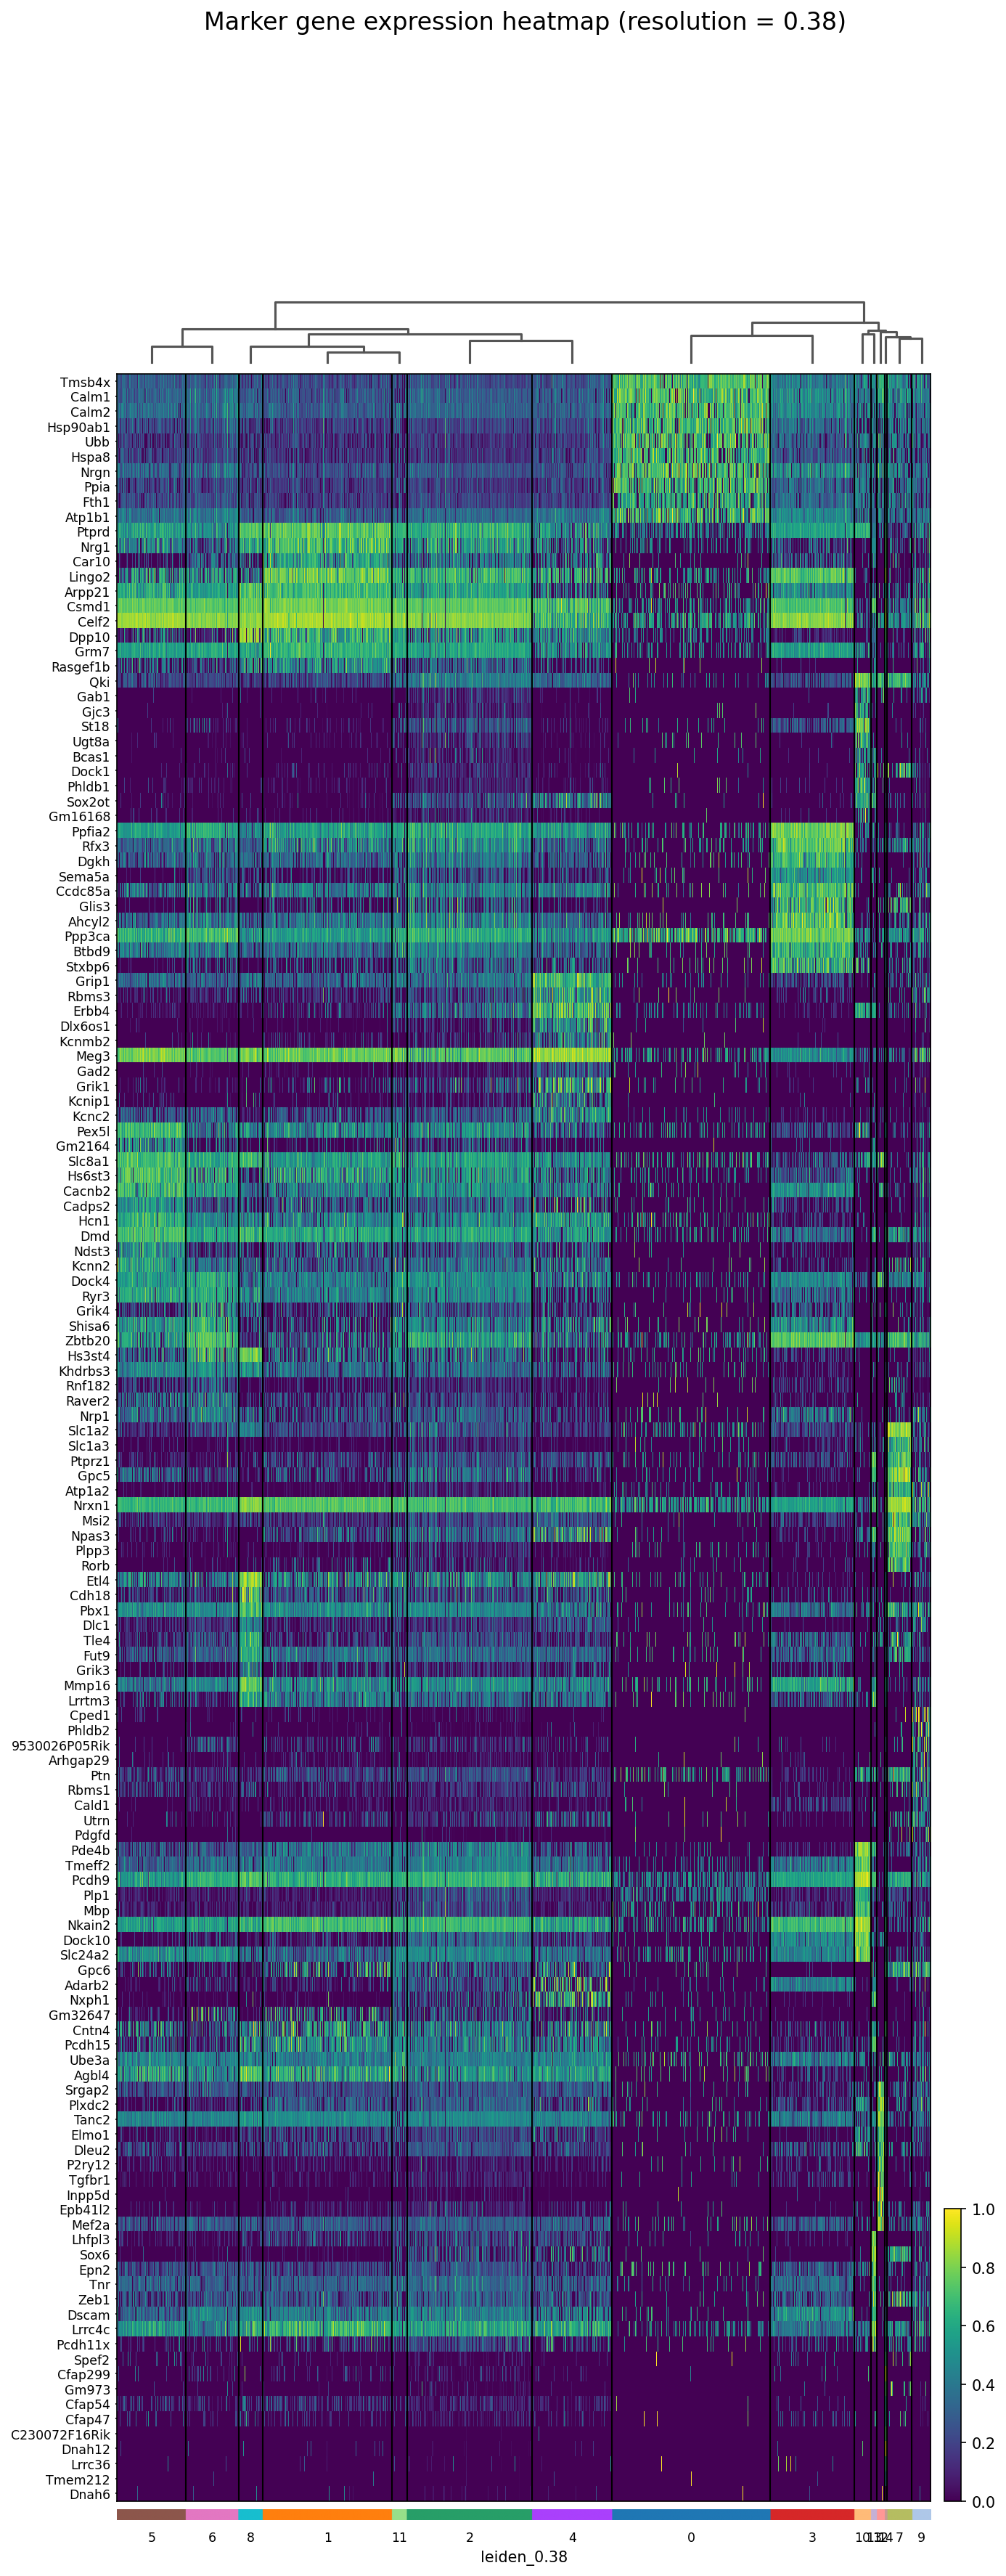 Marker gene expression heatmap (resolution = 0.38)
Tmsb4x
Calm1
Calm2
Hsp90ab1
Ubb
Hspa8
Nrgn
Ppia
Fth1
Atp1b1
Ptprd
Nrg1
Car10
Lingo2
Arpp21
Csmd1
Celf2
Dpp10
Grm7
Rasgef1b
Qki
Gab1
Gjc3
St18
Ugt8a
Bcas1
Dock1
Phldb1
Sox2ot
Gm16168
Ppfia2
Rfx3
Dgkh
Sema5a
Ccdc85a
Glis3
Ahcyl2
Ppp3ca
Btbd9
Stxbp6
Grip1
Rbms3
Erbb4
Dlx6os1
Kcnmb2
Meg3
Gad2
Grik1
Kcnip1
Kcnc2
Pex5l
Gm2164
Slc8a1
Hs6st3
Cacnb2
Cadps2
Hcn1
Dmd
Ndst3
Kcnn2
Dock4
Ryr3
Grik4
Shisa6
Zbtb20
Hs3st4
Khdrbs3
Rnf182
Raver2
Nrp1
Slc1a2
Slc1a3
Ptprz1
Gpc5
Atp1a2
Nrxn1
Msi2
Npas3
Plpp3
Rorb
Etl4
Cdh18
Pbx1
Dlc1
Tle4
Fut9
Grik3
Mmp16
Lrrtm3
Cped1
Phldb2
9530026P05Rik
Arhgap29
Ptn
Rbms1
Cald1
Utrn
Pdgfd
Pde4b
Tmeff2
Pcdh9
Plp1
Mbp
Nkain2
Dock10
Slc24a2
Gpc6
Adarb2
Nxph1
Gm32647
Cntn4
Pcdh15
Ube3a
Agbl4
Srgap2
Plxdc2
Tanc2
Elmo1
Dleu2
P2ry12
Tgfbr1
Inpp5d
Epb41l2
Mef2a
Lhfpl3
Sox6
Epn2
Tnr
Zeb1
Dscam
Lrrc4c
Pcdh11x
Spef2
Cfap299
Gm973
Cfap54
Cfap47
C230072F16Rik
Dnah12
Lrrc36
Tmem212
Dnah6
1.0
0.8
0.6
0.4
0.2
0.0
5 6 8 1 11 2 4 0 3 10 7 9
leiden_0.38